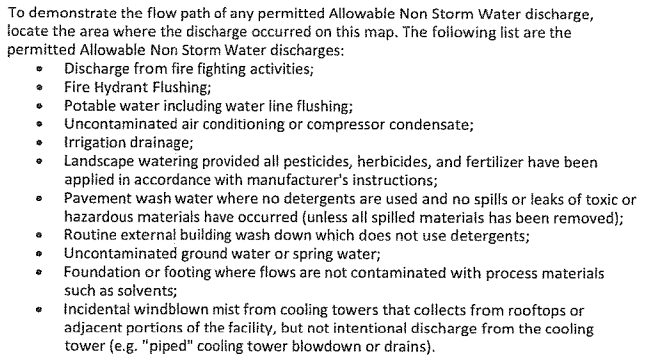 To demonstrate the flow path of any permitted Allowable Non Storm Water discharge,
locate the area where the discharge occurred on this map. The following list are the
permitted Allowable Non Storm Water discharges:
• Discharge from fire fighting activities;
• Fire Hydrant Flushing;
• Potable water including water line flushing;
• Uncontaminated air conditioning or compressor condensate;
• Irrigation drainage;
• Landscape watering provided all pesticides, herbicides, and fertilizer have been
applied in accordance with manufacturer's instructions;
• Pavement wash water where no detergents are used and no spills or leaks of toxic or
hazardous materials have occurred (unless all spilled materials has been removed);
• Routine external building wash down which does not use detergents;
• Uncontaminated ground water or spring water;
• Foundation or footing where flows are not contaminated with process materials
such as solvents;
• Incidental windblown mist from cooling towers that collects from rooftops or
adjacent portions of the facility, but not intentional discharge from the cooling
tower (e.g. "piped" cooling tower blowdown or drains).